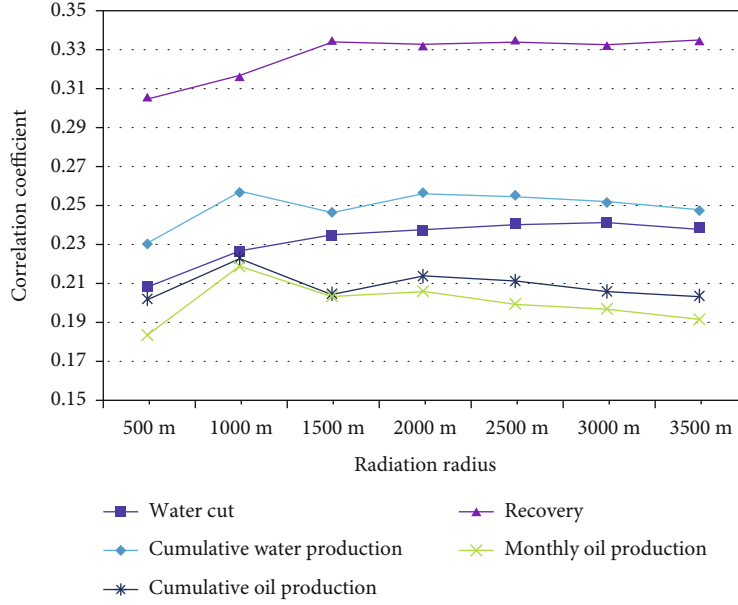 0.35
0.33
0.31
0.29
0.27
0.25
0.23
0.21
0.19
0.17
0.15
Correlation coefficient
500 m 1000 m 1500 m 2000 m 2500 m 3000 m 3500 m
Radiation radius
Water cut
Recovery
Cumulative water production
Monthly oil production
Cumulative oil production